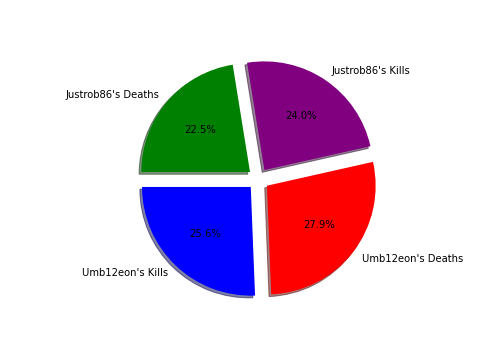 Justrob86's Kills
Justrob86's Deaths
24.0%
22.5%
27.9%
25.6%
Umb12eon's Deaths
Umb12eon's Kills